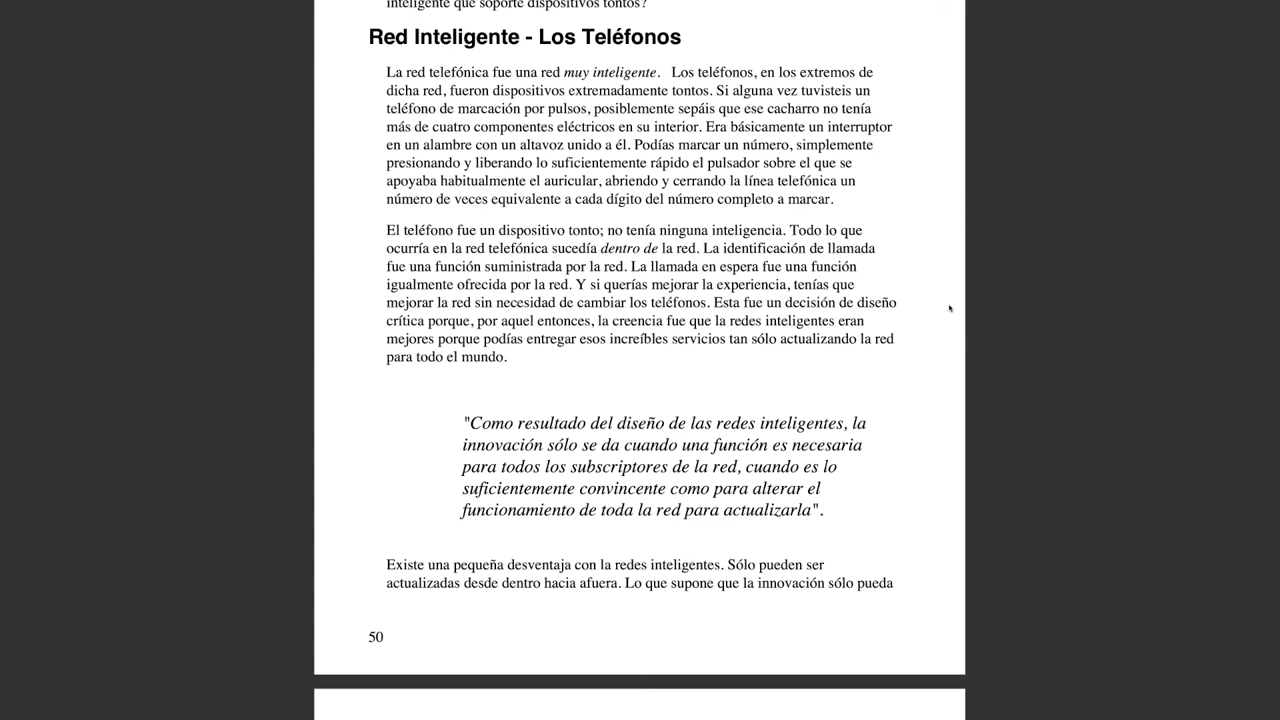 inteligente que soporte dispositivos tontos?
Red Inteligente - Los Teléfonos
La red telefónica fue una red muy inteligente. Los teléfonos, en los extremos de
dicha red, fueron dispositivos extremadamente tontos. Si alguna vez tuvisteis un
teléfono de marcación por pulsos, posiblemente sepáis que ese cacharro no tenía
más de cuatro componentes eléctricos en su interior. Era básicamente un interruptor
en un alambre con un altavoz unido a él. Podías marcar un número, simplemente
presionando y liberando lo suficientemente rápido el pulsador sobre el que se
apoyaba habitualmente el auricular, abriendo y cerrando la línea telefónica un
número de veces equivalente a cada dígito del número completo a marcar.
El teléfono fue un dispositivo tonto; no tenía ninguna inteligencia. Todo lo que
ocurría en la red telefónica sucedía dentro de la red. La identificación de llamada
fue una función suministrada por la red. La llamada en espera fue una función
igualmente ofrecida por la red. Y si querías mejorar la experiencia, tenías que
mejorar la red sin necesidad de cambiar los teléfonos. Esta fue un decisión de diseño
crítica porque, por aquel entonces, la creencia fue que la redes inteligentes eran
mejores porque podías entregar esos increíbles servicios tan sólo actualizando la red
para todo el mundo.
"Como resultado del diseño de las redes inteligentes, la
innovación sólo se da cuando una función es necesaria
para todos los subscriptores de la red, cuando es lo
suficientemente convincente como para alterar el
funcionamiento de toda la red para actualizarla".
Existe una pequeña desventaja con la redes inteligentes. Sólo pueden ser
actualizadas desde dentro hacia afuera. Lo que supone que la innovación sólo pueda
50